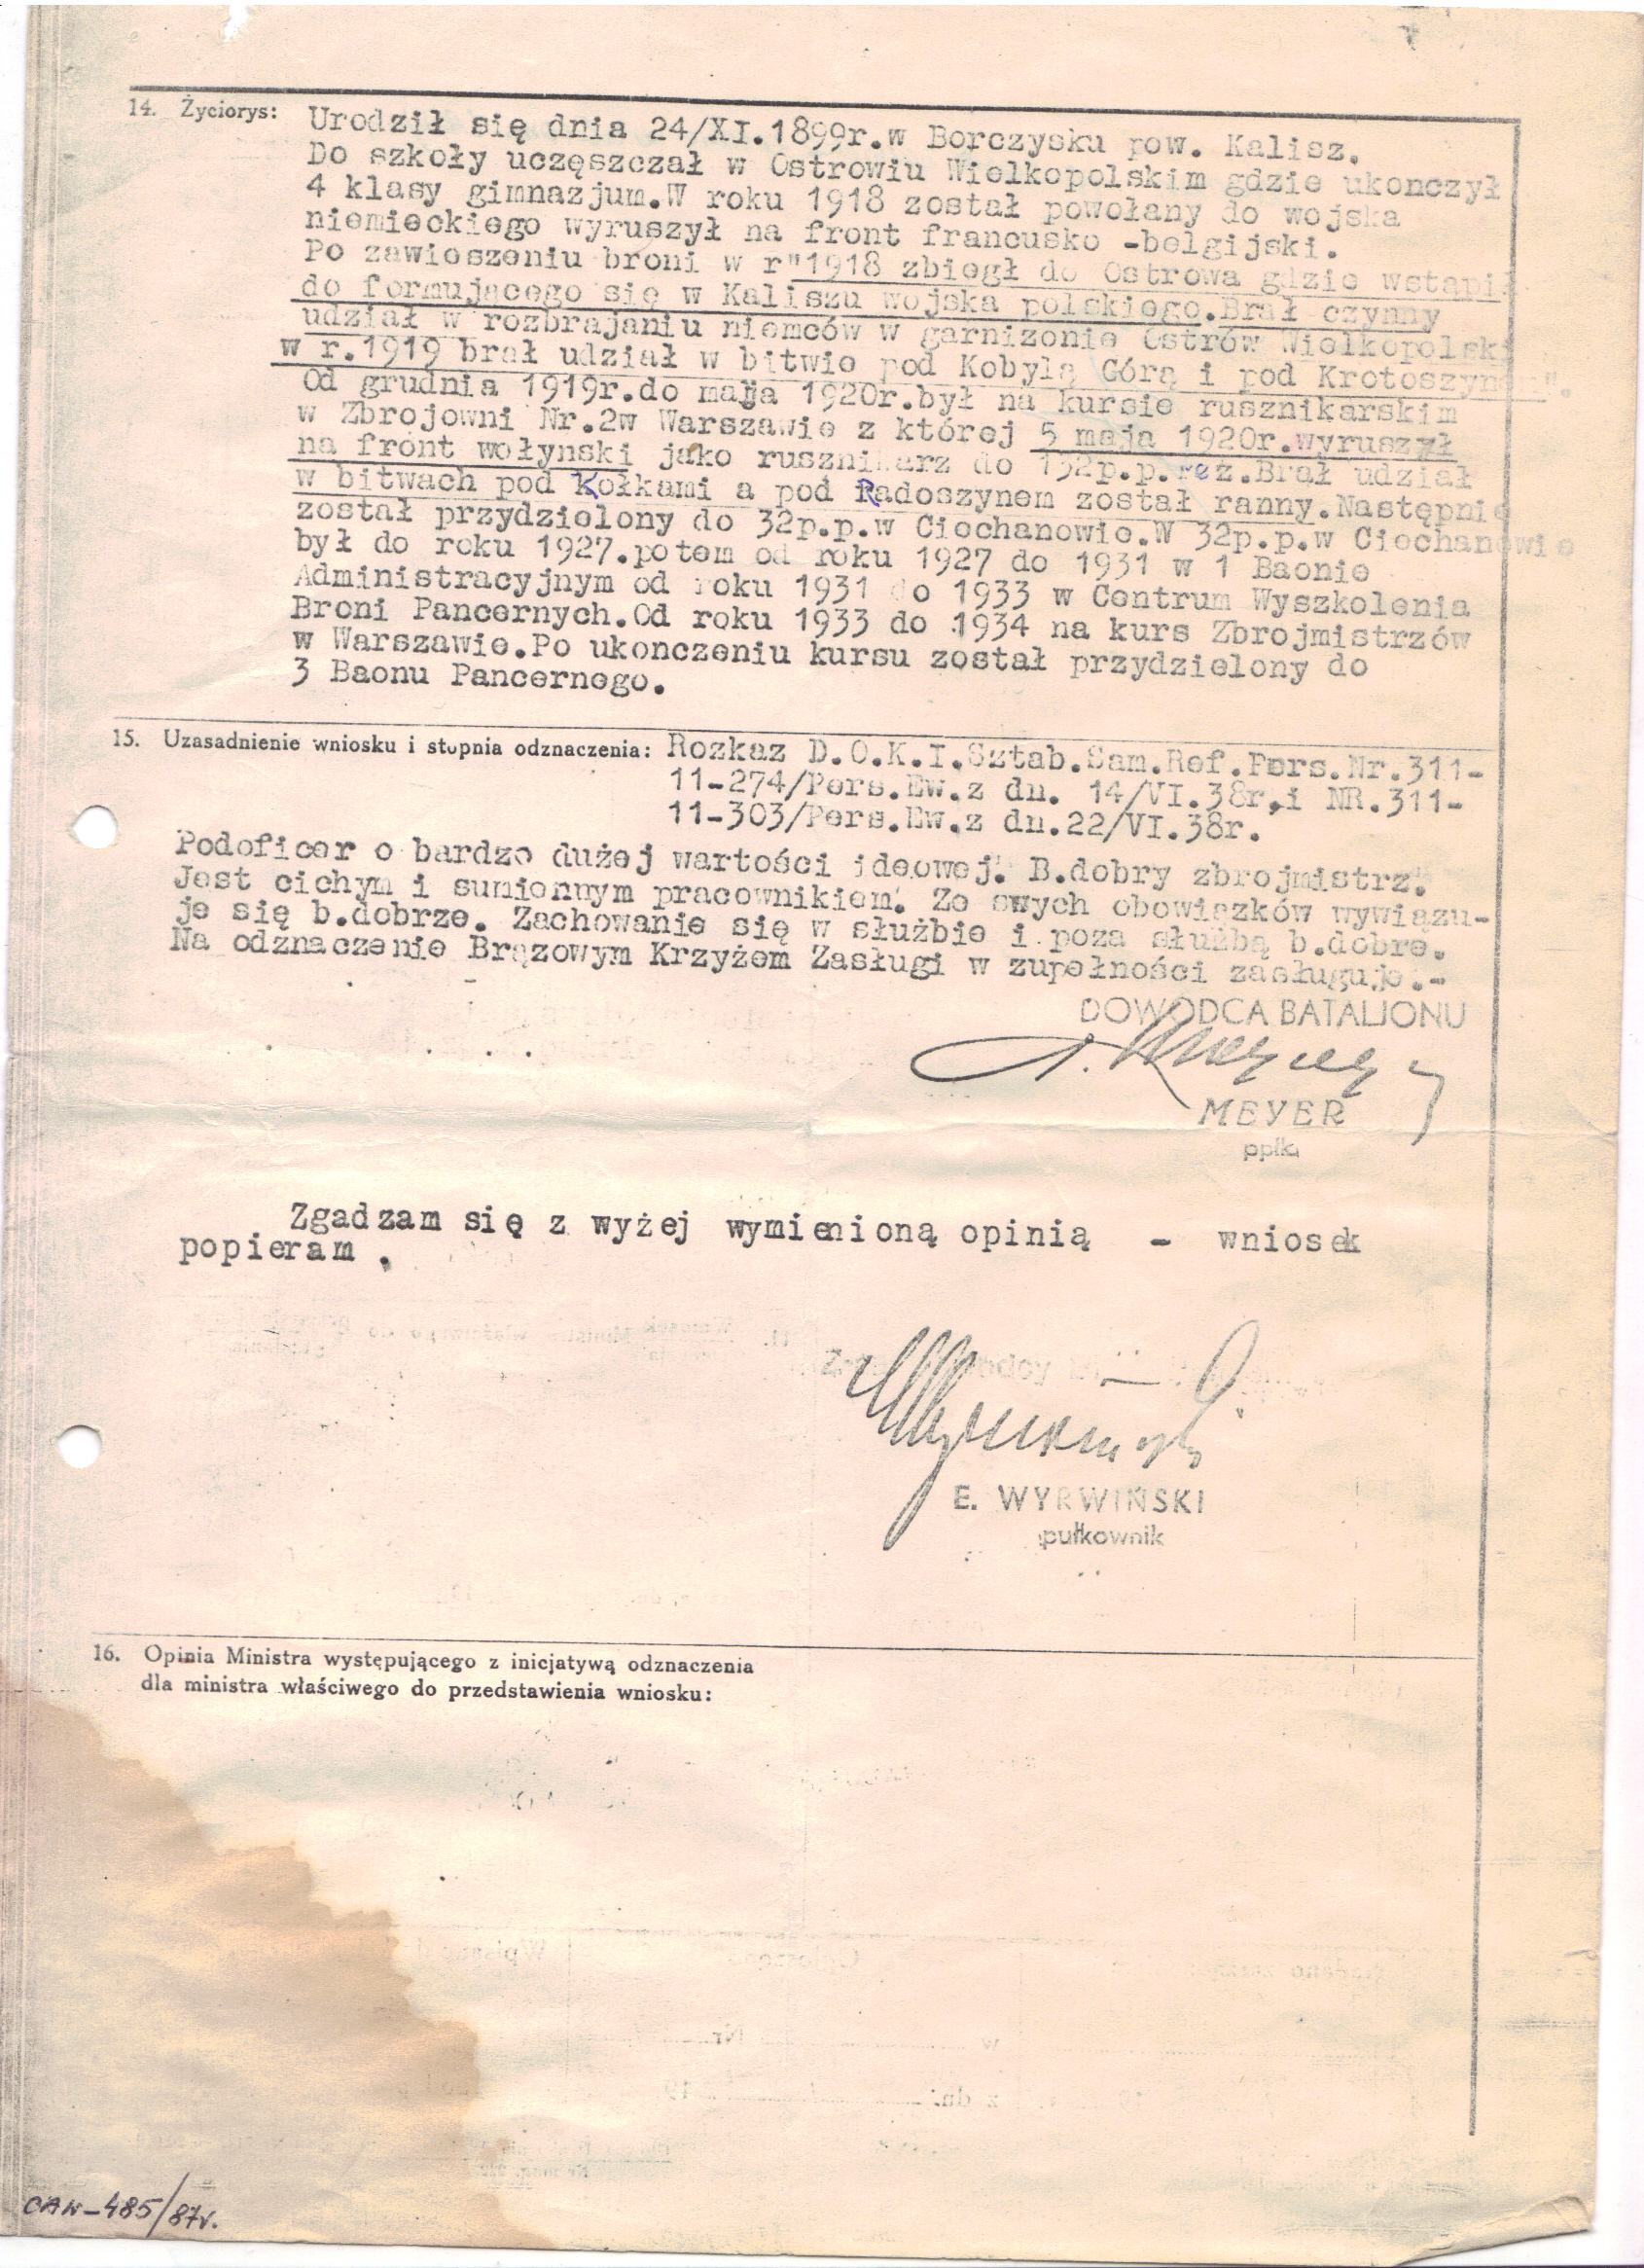 14. Życiorys: Urodził się dnia 24/XI.1899r.w Borczysku pow. Kalisz.
Do szkoły uczęszczał w Ostrowiu Wielkopolskim gdzie ukonczył
4 klasy gimnazjum.W roku 1918 został powołany do wojska
niemieckiego wyruszył na front francusko -belgijski.
Po zawieszeniu broni w r"1918 zbiegł do Ostrowa gdzie wstąpił
do formującego się w Kaliszu wojska polskiego.Brał czynny
udział w rozbrajaniu niemców w garnizonie Ostrów Wielkopolski
w r.1919 brał udział w bitwie pod Kobylą Górą i pod Krotoszynem".
Od grudnia 1919r.do maja 1920r.był na kursie rusznikarskim
w Zbrojowni Nr.2w Warszawie z której 5 maja 1920r.wyruszył
na front wołynski jako rusznikarz do 132p.p.rez.Brał udział
w bitwach pod Kołkami a pod Radoszynem został ranny.Następnie
został przydzielony do 32p.p.w Ciechanowie.W 32p.p.w Ciechanowie
był do roku 1927.potem od roku 1927 do 1931 w 1 Baonie
Administracyjnym od roku 1931 do 1933 w Centrum Wyszkolenia
Broni Pancernych.Od roku 1933 do 1934 na kurs Zbrojmistrzów
w Warszawie.Po ukonczeniu kursu został przydzielony do
3 Baonu Pancernego.
15. Uzasadnienie wniosku i stopnia odznaczenia: Rozkaz D.O.K.I.Sztab.Sam.Ref.Pers.Nr.311-
11-274/Pers.Ew.z dn. 14/VI.38r,i NR.311-
11-303/Pers.Ew.z dn.22/VI.38r.
Podoficer o bardzo dużej wartości ideowej. B.dobry zbrojmistrz.
Jest cichym i sumiennym pracownikiem. Ze swych obowiązków wywiązu-
je się b.dobrze. Zachowanie się w służbie i poza służbą b.dobre.
Na odznaczenie Brązowym Krzyżem Zasługi w zupełności zasługuje.-
DOWODCA BATALJONU
MEYER
ppłk
Zgadzam się z wyżej wymienioną opinią - wniosek
popieram .
E. WYRWIŃSKI
pułkownik
16. Opinia Ministra występującego z inicjatywą odznaczenia
dla ministra właściwego do przedstawienia wniosku:
CAW-485/87r.